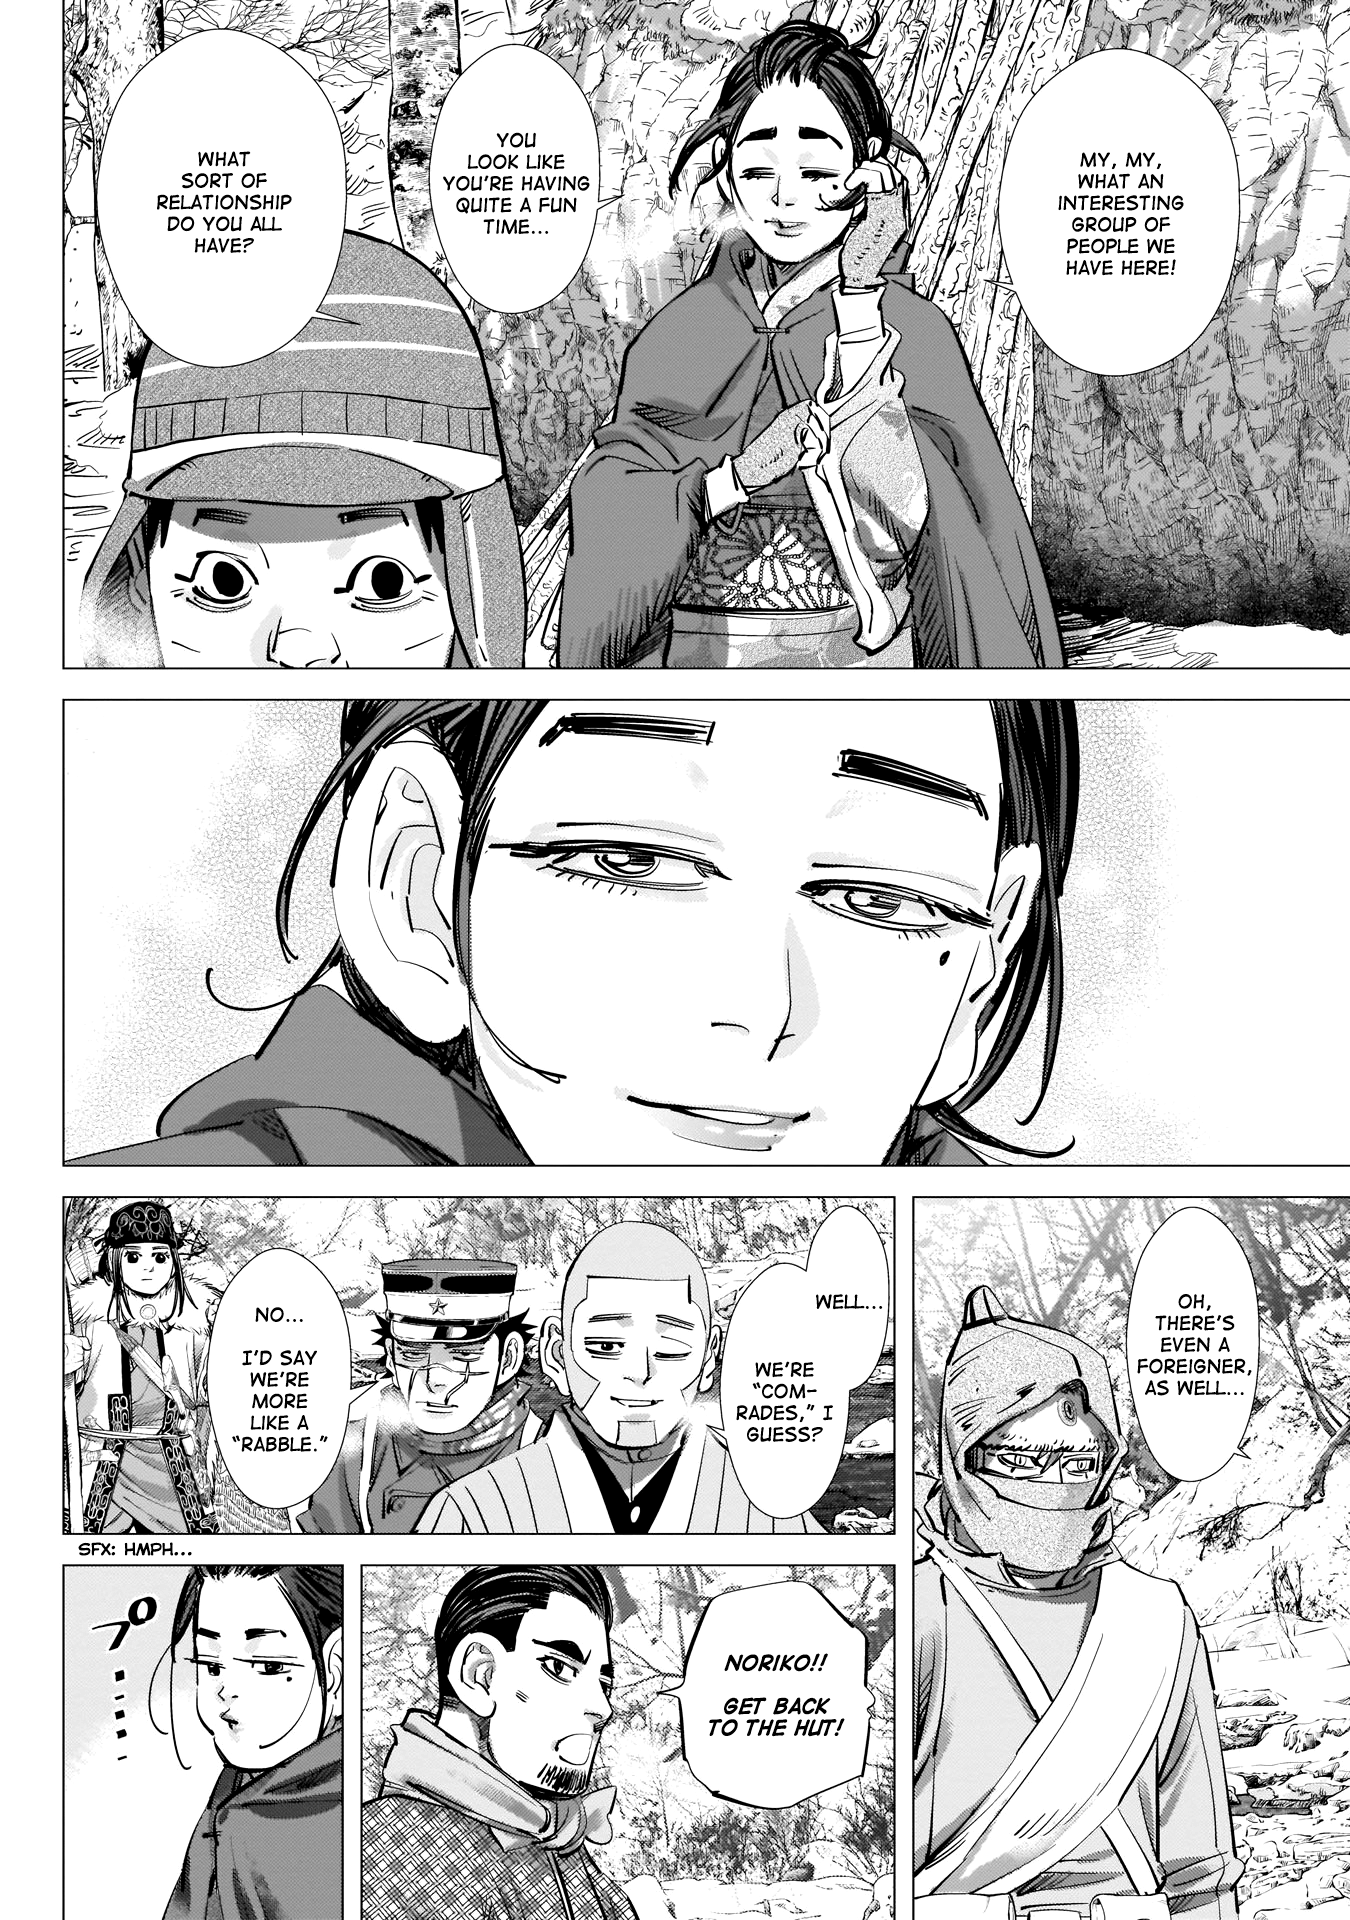 MY, MY,
WHAT AN
INTERESTING
GROUP OF
PEOPLE WE
HAVE HERE!
YOU
LOOK LIKE
YOU'RE HAVING
QUITE A FUN
TIME...
WHAT
SORT OF
RELATIONSHIP
DO YOU ALL
HAVE?
OH,
THERE'S
EVEN A
FOREIGNER,
AS WELL...
WELL...
WE'RE
"COM-
RADES," I
GUESS?
NO...
I'D SAY
WE'RE
MORE
LIKE A
"RABBLE."
NORIKO!!
GET BACK
TO THE HUT!
SFX: HMPH...
プ